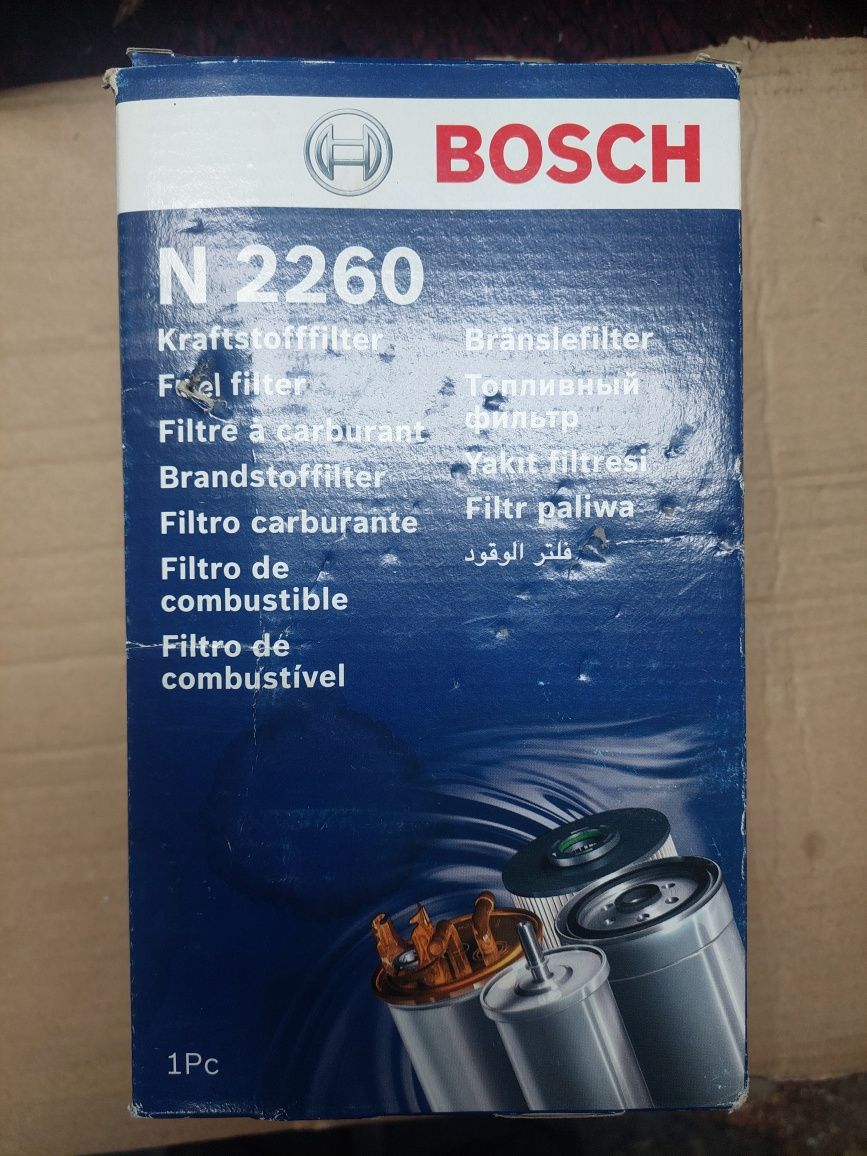 BOSCH
N 2260
Kraftstofffilter
Fuel filter
Filtre à carburant
Brandstoffilter
Filtro carburante
Filtro de
combustible
Filtro de
combustível
Bränslefilter
Топливный
фильтр
Yakıt filtresi
Filtr paliwa
فلتر الوقود
1Pc